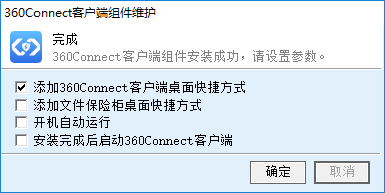 360Connect客户端组件维护
完成
360Connect客户端组件安装成功，请设置参数。
添加360Connect客户端桌面快捷方式
添加文件保险柜桌面快捷方式
开机自动运行
安装完成后启动360Connect客户端
确定
取消